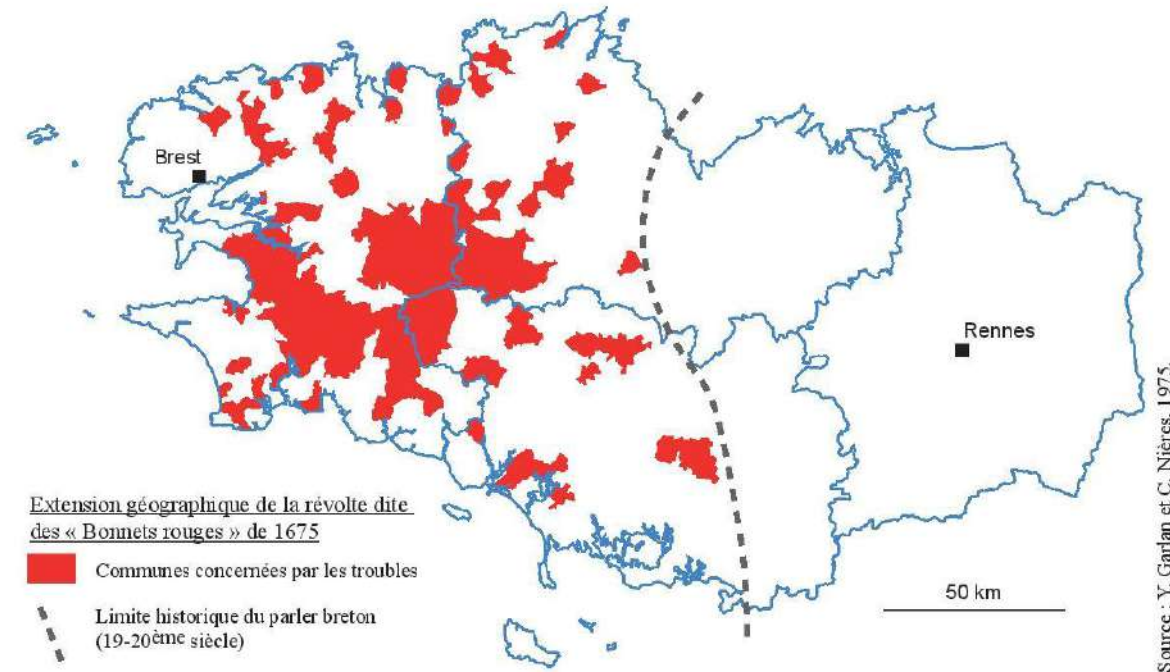 Brest
Rennes
Extension géographique de la révolte dite
des « Bonnets rouges » de 1675
Communes concernées par les troubles
Limite historique du parler breton
(19-20ème siècle)
50 km
Source : Y. Garlan et C. Nières, 1975.